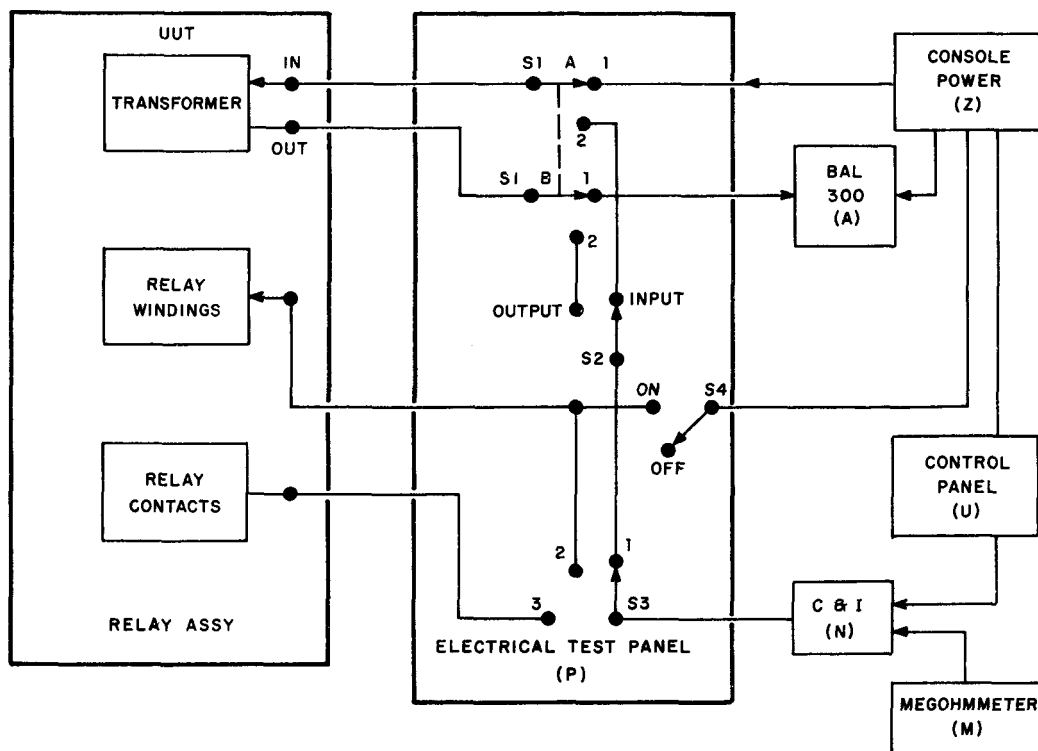 UUT
TRANSFORMER
IN
OUT
RELAY
WINDINGS
RELAY
CONTACTS
RELAY ASSY
S1 A 1
2
S1 B 1
2
OUTPUT
INPUT
S2
ON
S4
OFF
2
1
3
S3
ELECTRICAL TEST PANEL
(P)
CONSOLE
POWER
(Z)
BAL
300
(A)
CONTROL
PANEL
(U)
C & I
(N)
MEGOHMMETER
(M)